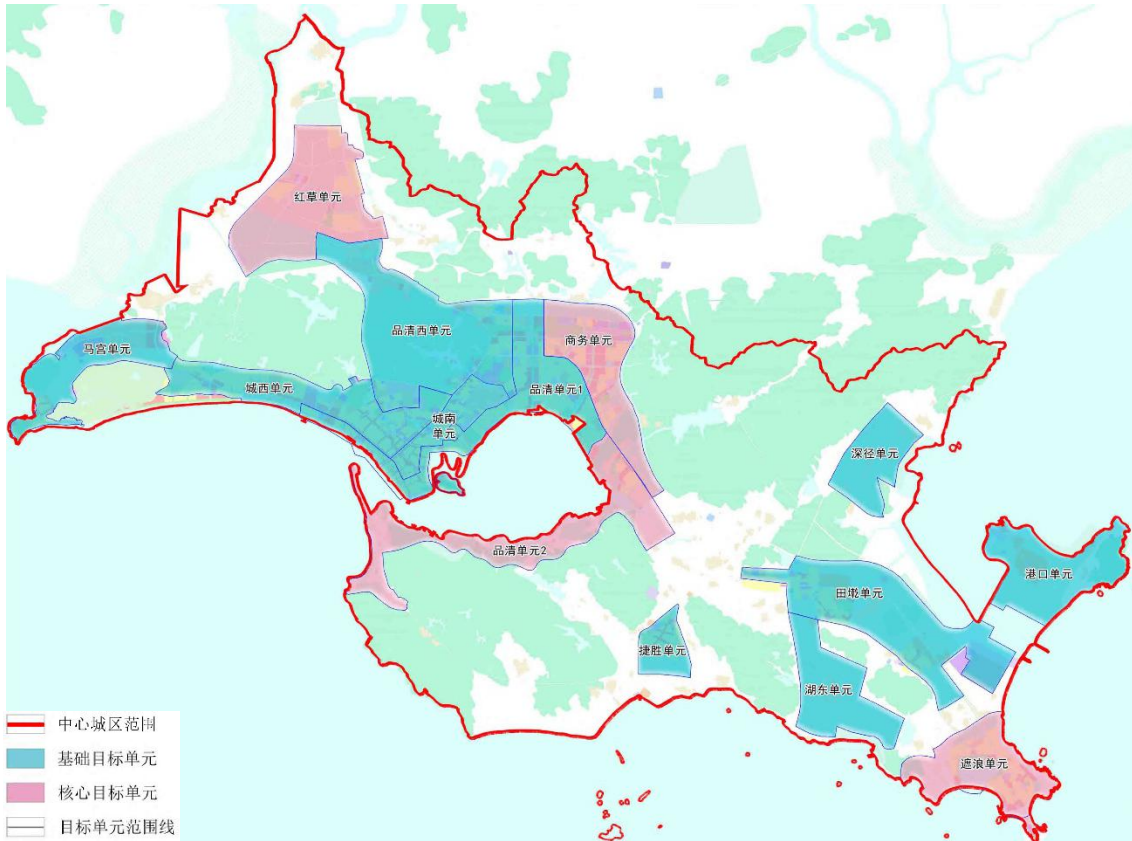 红草单元
品清西单元
商务单元
马宫单元
城西单元
品清单元1
城南
单元
深径单元
品清单元2
港口单元
田墘单元
捷胜单元
湖东单元
遮浪单元
中心城区范围
基础目标单元
核心目标单元
目标单元范围线